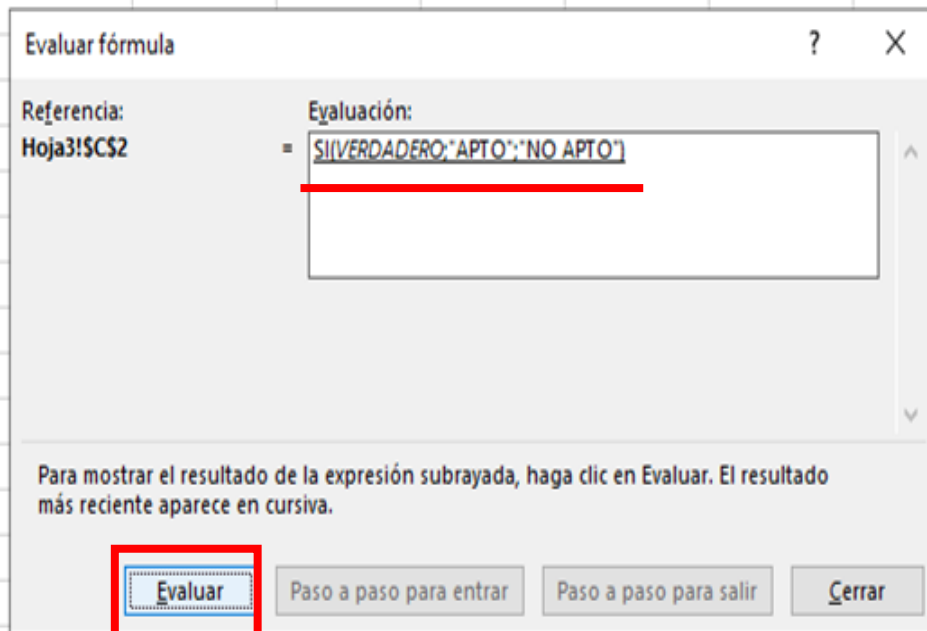 Evaluar fórmula ? X
Referencia: Evaluación:
Hoja3!$C$2 = SI(VERDADERO;"APTO";"NO APTO")
Para mostrar el resultado de la expresión subrayada, haga clic en Evaluar. El resultado
más reciente aparece en cursiva.
Evaluar Paso a paso para entrar Paso a paso para salir Cerrar